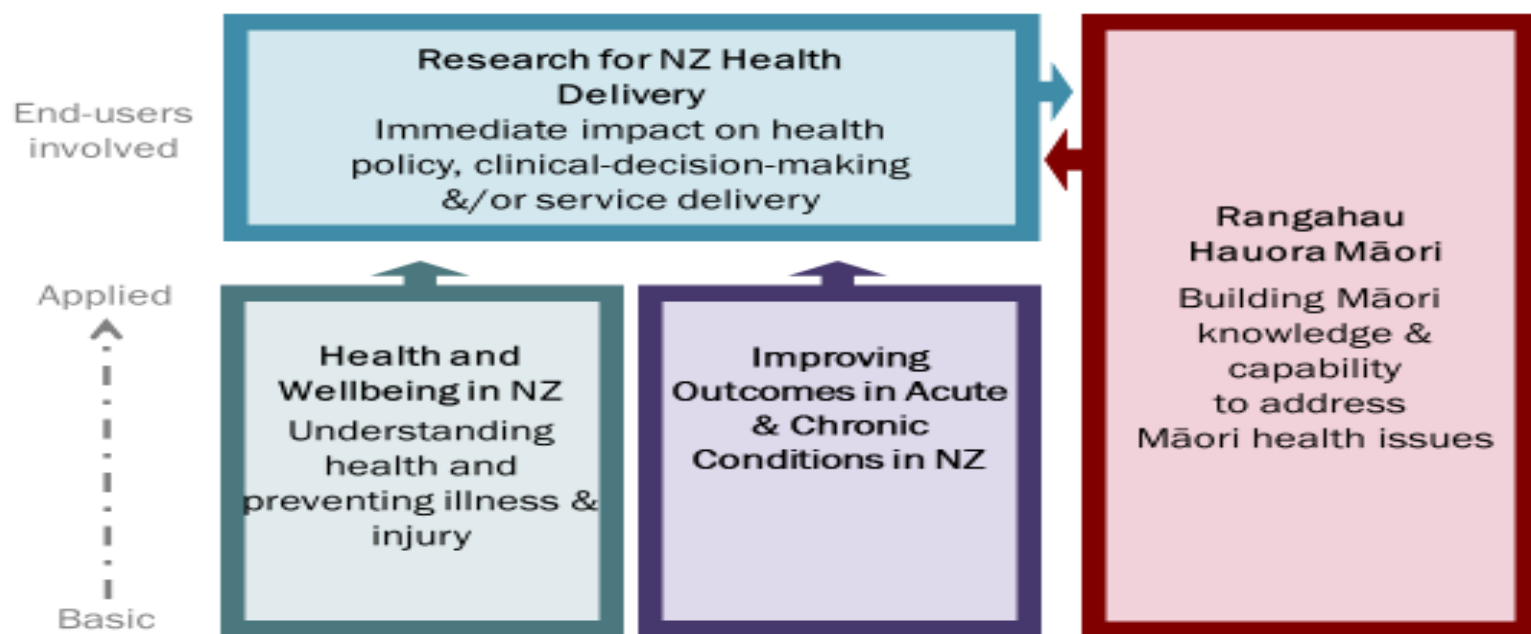 End-users
involved
Research for NZ Health
Delivery
Immediate impact on health
policy, clinical-decision-making
&/or service delivery
Applied
Basic
Health and
Wellbeing in NZ
Understanding
health and
preventing illness &
injury
Improving
Outcomes in Acute
& Chronic
Conditions in NZ
Rangahau
Hauora Māori
Building Māori
knowledge &
capability
to address
Māori health issues